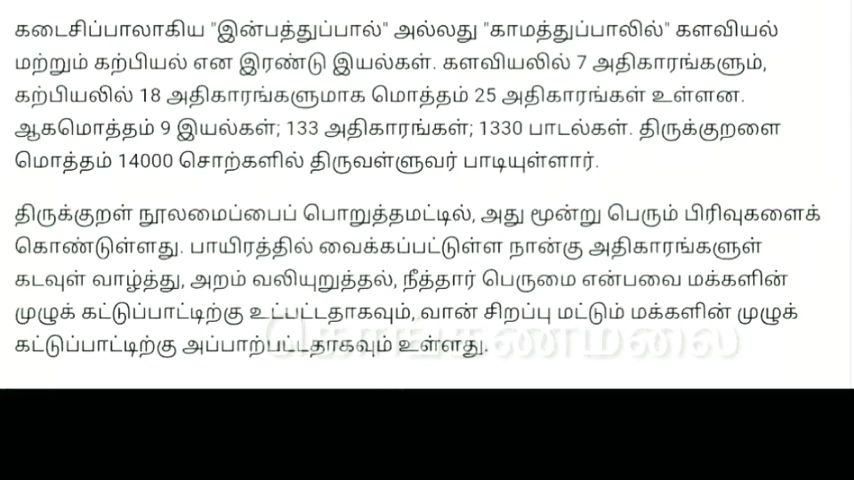 கடைசிப்பாலாகிய "இன்பத்துப்பால்" அல்லது "காமத்துப்பாலில்" களவியல்
மற்றும் கற்பியல் என இரண்டு இயல்கள். களவியலில் 7 அதிகாரங்களும்,
கற்பியலில் 18 அதிகாரங்களுமாக மொத்தம் 25 அதிகாரங்கள் உள்ளன.
ஆகமொத்தம் 9 இயல்கள்; 133 அதிகாரங்கள்; 1330 பாடல்கள். திருக்குறளை
மொத்தம் 14000 சொற்களில் திருவள்ளுவர் பாடியுள்ளார்.
திருக்குறள் நூலமைப்பைப் பொறுத்தமட்டில், அது மூன்று பெரும் பிரிவுகளைக்
கொண்டுள்ளது. பாயிரத்தில் வைக்கப்பட்டுள்ள நான்கு அதிகாரங்களுள்
கடவுள் வாழ்த்து, அறம் வலியுறுத்தல், நீத்தார் பெருமை என்பவை மக்களின்
முழுக் கட்டுப்பாட்டிற்கு உட்பட்டதாகவும், வான் சிறப்பு மட்டும் மக்களின் முழுக்
கட்டுப்பாட்டிற்கு அப்பாற்பட்டதாகவும் உள்ளது.
கொங்கணமலை